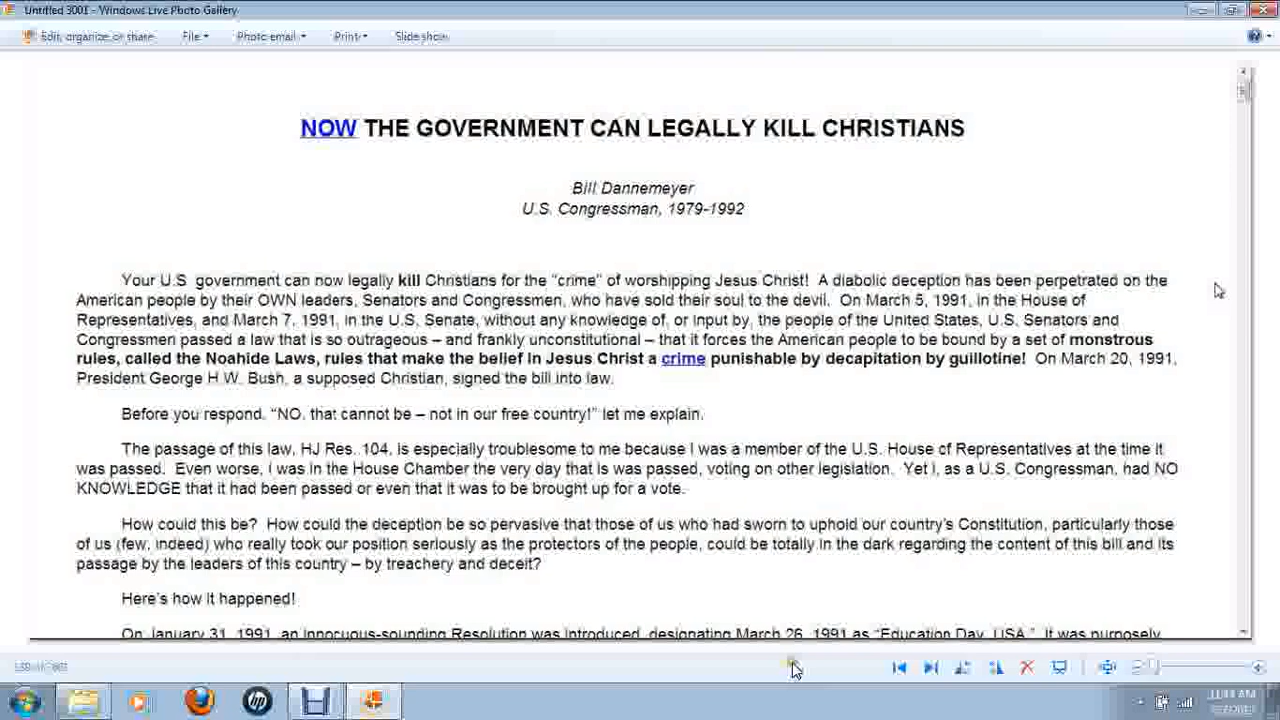 Untitled 3001 - Windows Live Photo Gallery
Edit, organize or share
File
Photo email
Print
Slide show
NOW THE GOVERNMENT CAN LEGALLY KILL CHRISTIANS
Bill Dannemeyer
U.S. Congressman, 1979-1992
Your U.S government can now legally kill Christians for the “crime” of worshipping Jesus Christ! A diabolic deception has been perpetrated on the
American people by their OWN leaders, Senators and Congressmen, who have sold their soul to the devil. On March 5, 1991, in the House of
Representatives, and March 7, 1991, in the U.S. Senate, without any knowledge of, or input by, the people of the United States, U.S. Senators and
Congressmen passed a law that is so outrageous – and frankly unconstitutional – that it forces the American people to be bound by a set of monstrous
rules, called the Noahide Laws, rules that make the belief in Jesus Christ a crime punishable by decapitation by guillotine! On March 20, 1991,
President George H.W. Bush, a supposed Christian, signed the bill into law.
Before you respond. “NO. that cannot be – not in our free country!” let me explain.
The passage of this law, HJ Res. 104, is especially troublesome to me because I was a member of the U.S. House of Representatives at the time it
was passed. Even worse, I was in the House Chamber the very day that is was passed, voting on other legislation. Yet I, as a U.S. Congressman, had NO
KNOWLEDGE that it had been passed or even that it was to be brought up for a vote.
How could this be? How could the deception be so pervasive that those of us who had sworn to uphold our country’s Constitution, particularly those
of us (few, indeed) who really took our position seriously as the protectors of the people, could be totally in the dark regarding the content of this bill and its
passage by the leaders of this country – by treachery and deceit?
Here’s how it happened!
On January 31, 1991, an innocuous-sounding Resolution was introduced, designating March 26, 1991 as “Education Day, USA.” It was purposely
hp
AM